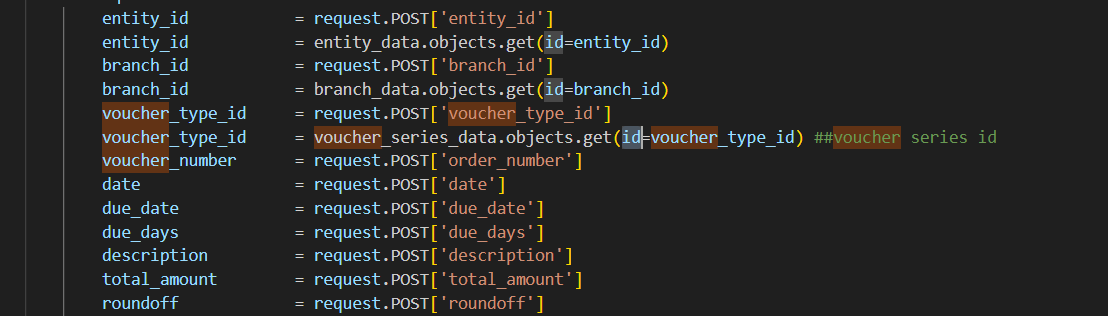 entity_id = request.POST['entity_id']
entity_id = entity_data.objects.get(id=entity_id)
branch_id = request.POST['branch_id']
branch_id = branch_data.objects.get(id=branch_id)
voucher_type_id = request.POST['voucher_type_id']
voucher_type_id = voucher_series_data.objects.get(id=voucher_type_id) ##voucher series id
voucher_number = request.POST['order_number']
date = request.POST['date']
due_date = request.POST['due_date']
due_days = request.POST['due_days']
description = request.POST['description']
total_amount = request.POST['total_amount']
roundoff = request.POST['roundoff']